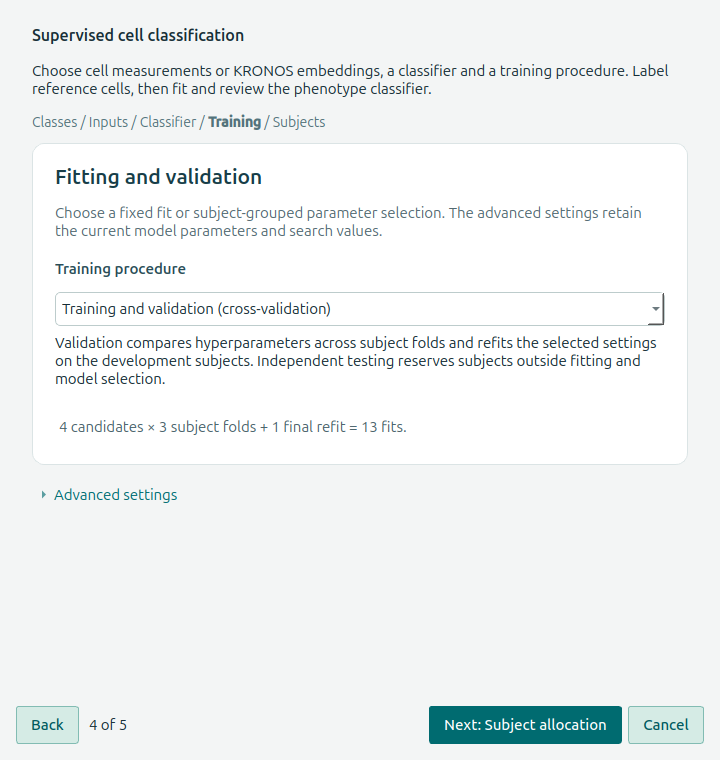 Supervised cell classification
Choose cell measurements or KRONOS embeddings, a classifier and a training procedure. Label
reference cells, then fit and review the phenotype classifier.
Classes / Inputs / Classifier / Training / Subjects
Fitting and validation
Choose a fixed fit or subject-grouped parameter selection. The advanced settings retain
the current model parameters and search values.
Training procedure
Training and validation (cross-validation)
Validation compares hyperparameters across subject folds and refits the selected settings
on the development subjects. Independent testing reserves subjects outside fitting and
model selection.
4 candidates × 3 subject folds + 1 final refit = 13 fits.
Advanced settings
Back
4 of 5
Next: Subject allocation
Cancel